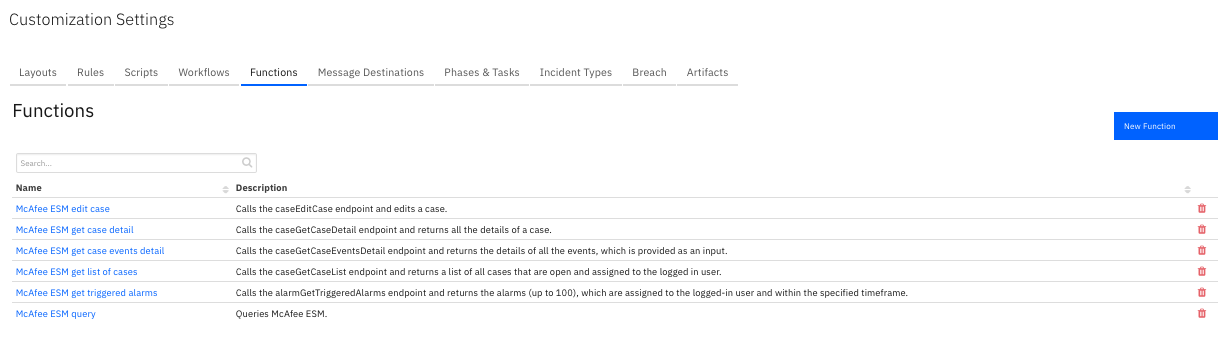 Customization Settings
Layouts Rules Scripts Workflows Functions Message Destinations Phases & Tasks Incident Types Breach Artifacts
Functions
New Function
Search...
Name Description
McAfee ESM edit case Calls the caseEditCase endpoint and edits a case.
McAfee ESM get case detail Calls the caseGetCaseDetail endpoint and returns all the details of a case.
McAfee ESM get case events detail Calls the caseGetCaseEventsDetail endpoint and returns the details of all the events, which is provided as an input.
McAfee ESM get list of cases Calls the caseGetCaseList endpoint and returns a list of all cases that are open and assigned to the logged in user.
McAfee ESM get triggered alarms Calls the alarmGetTriggeredAlarms endpoint and returns the alarms (up to 100), which are assigned to the logged-in user and within the specified timeframe.
McAfee ESM query Queries McAfee ESM.